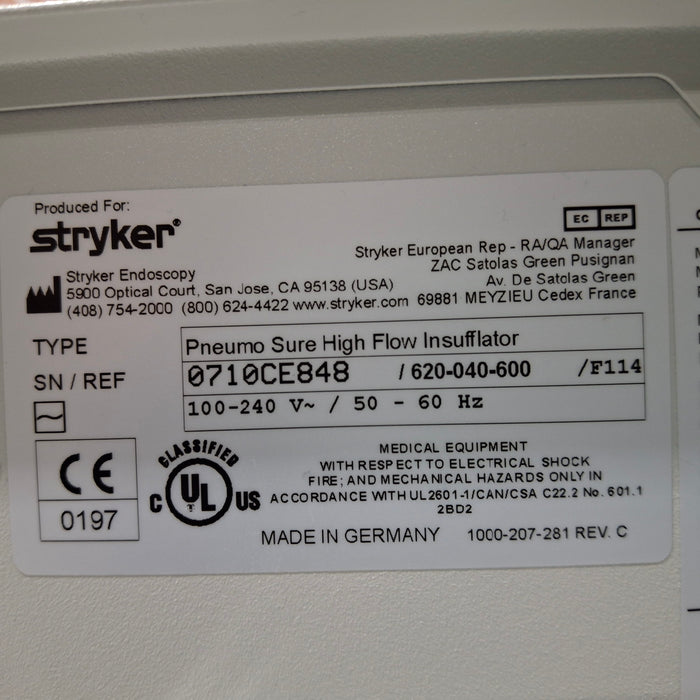 Produced For:
stryker®
EC REP
Stryker European Rep - RA/QA Manager
ZAC Satolas Green Pusignan
Av. De Satolas Green
69881 MEYZIEU Cedex France
Stryker Endoscopy
5900 Optical Court, San Jose, CA 95138 (USA)
(408) 754-2000 (800) 624-4422 www.stryker.com
TYPE
Pneumo Sure High Flow Insufflator
SN / REF
0710CE848 / 620-040-600 /F114
100-240 V~ / 50 - 60 Hz
CE
0197
CLASSIFIED
C UL US
MEDICAL EQUIPMENT
WITH RESPECT TO ELECTRICAL SHOCK
FIRE; AND MECHANICAL HAZARDS ONLY IN
ACCORDANCE WITH UL2601-1/CAN/CSA C22.2 No. 601.1
2BD2
MADE IN GERMANY 1000-207-281 REV. C